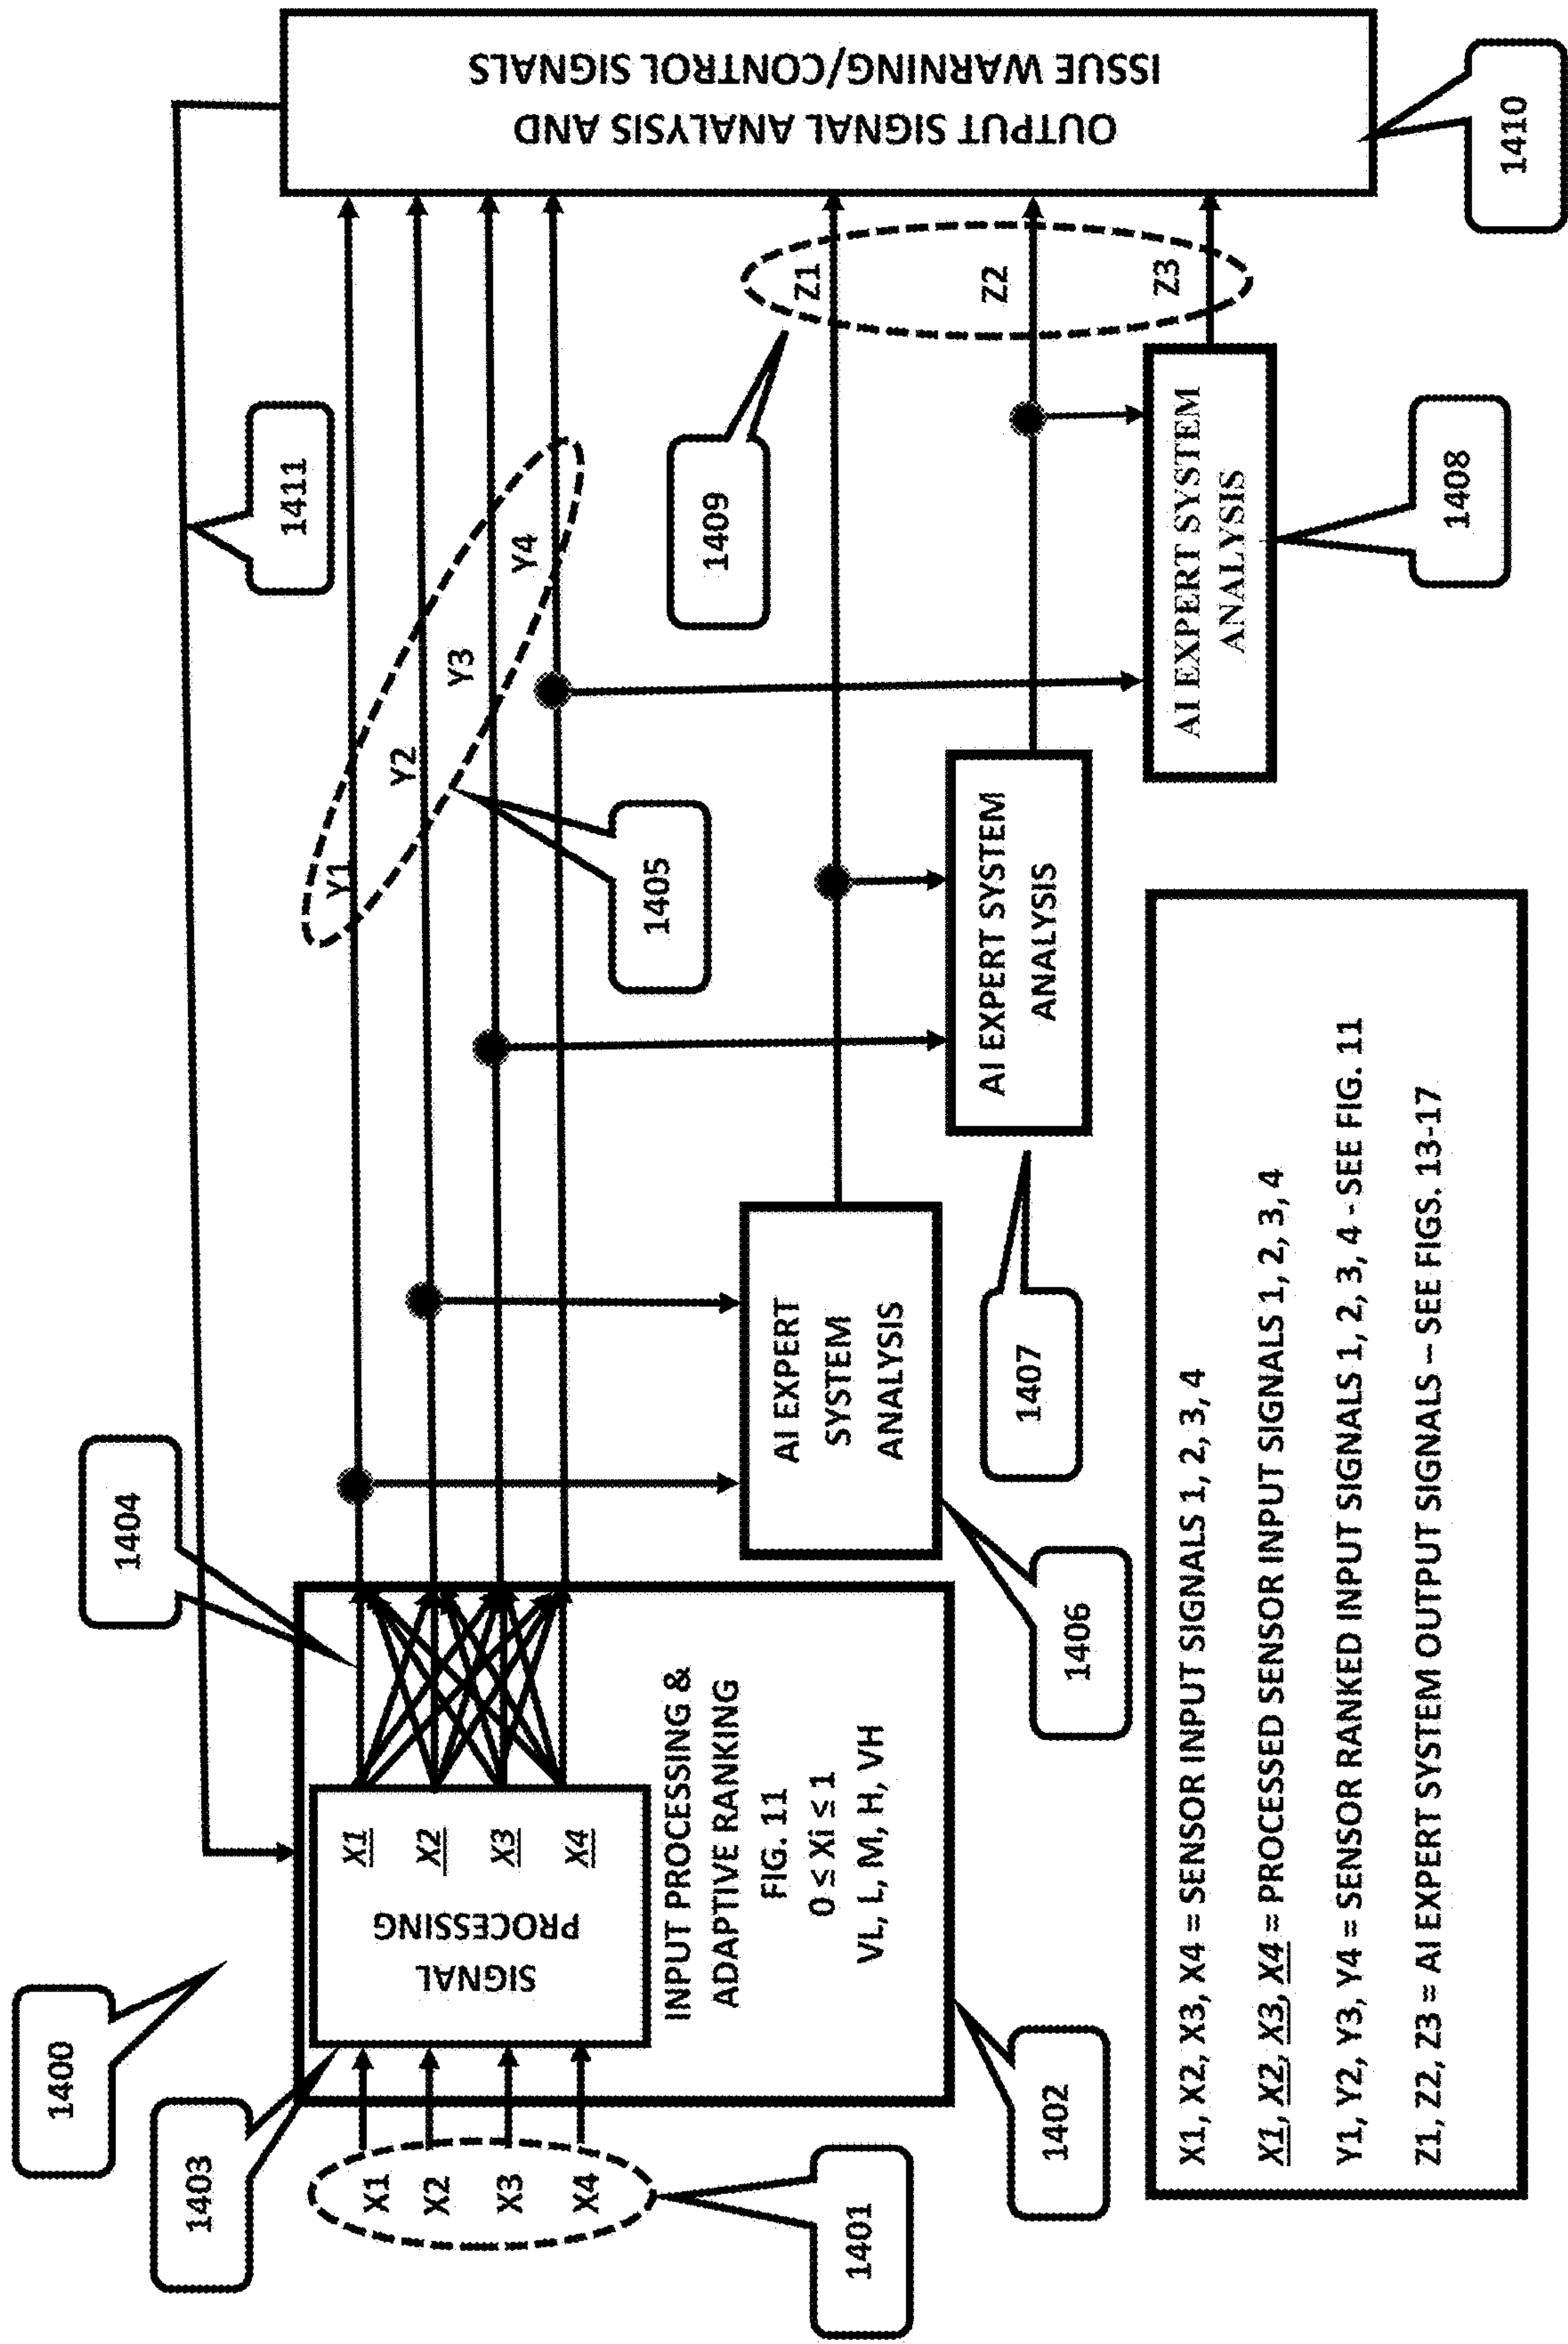 1400
1403
1401
X1
X2
X3
X4
SIGNAL
PROCESSING
X1
X2
X3
X4
INPUT PROCESSING &
ADAPTIVE RANKING
FIG. 11
0 ≤ Xi ≤ 1
VL, L, M, H, VH
1402
1404
1411
Y1
Y2
Y3
Y4
1405
AI EXPERT
SYSTEM
ANALYSIS
1406
AI EXPERT SYSTEM
ANALYSIS
1407
AI EXPERT SYSTEM
ANALYSIS
1408
1409
Z1
Z2
Z3
OUTPUT SIGNAL ANALYSIS AND
ISSUE WARNING/CONTROL SIGNALS
1410
X1, X2, X3, X4 = SENSOR INPUT SIGNALS 1, 2, 3, 4
X1, X2, X3, X4 = PROCESSED SENSOR INPUT SIGNALS 1, 2, 3, 4
Y1, Y2, Y3, Y4 = SENSOR RANKED INPUT SIGNALS 1, 2, 3, 4 - SEE FIG. 11
Z1, Z2, Z3 = AI EXPERT SYSTEM OUTPUT SIGNALS – SEE FIGS. 13-17